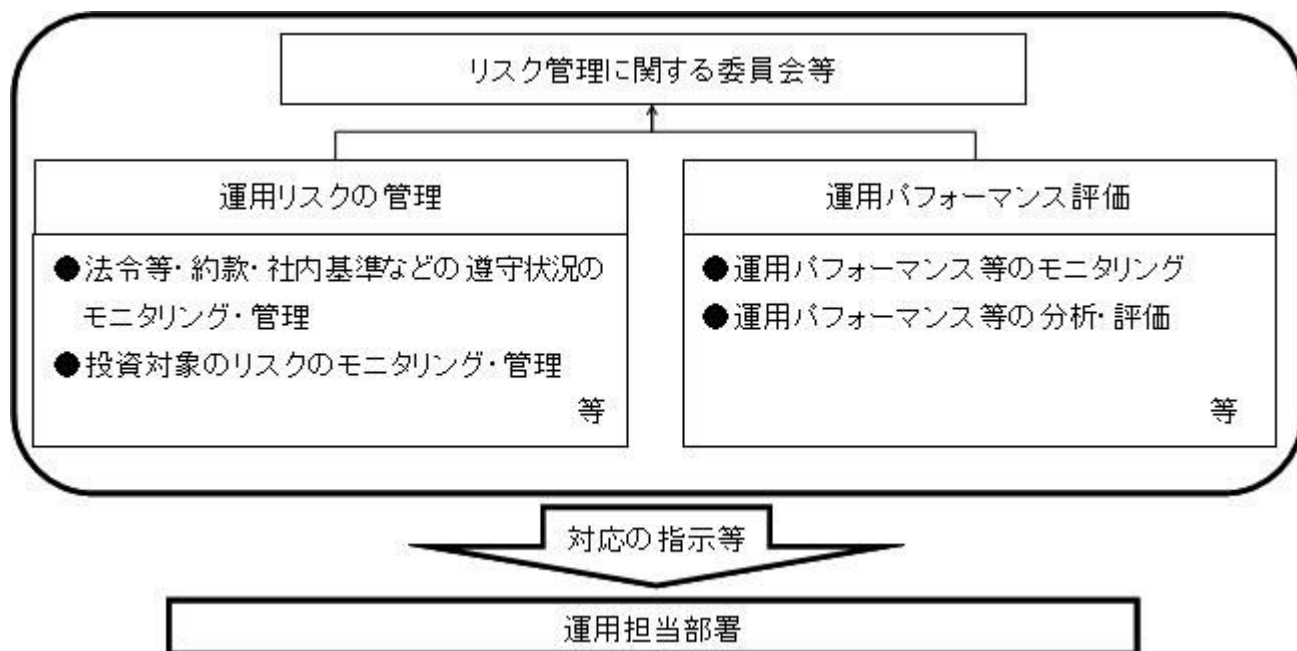 リスク管理に関する委員会等
運用リスクの管理
●法令等・約款・社内基準などの遵守状況の
モニタリング・管理
●投資対象のリスクのモニタリング・管理
等
運用パフォーマンス評価
●運用パフォーマンス等のモニタリング
●運用パフォーマンス等の分析・評価
等
対応の指示等
運用担当部署